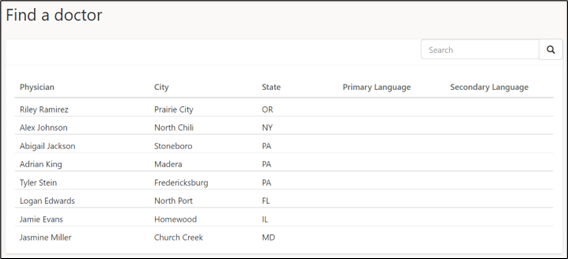 Find a doctor
Search
Physician City State Primary Language Secondary Language
Riley Ramirez Prairie City OR
Alex Johnson North Chili NY
Abigail Jackson Stoneboro PA
Adrian King Madera PA
Tyler Stein Fredericksburg PA
Logan Edwards North Port FL
Jamie Evans Homewood IL
Jasmine Miller Church Creek MD